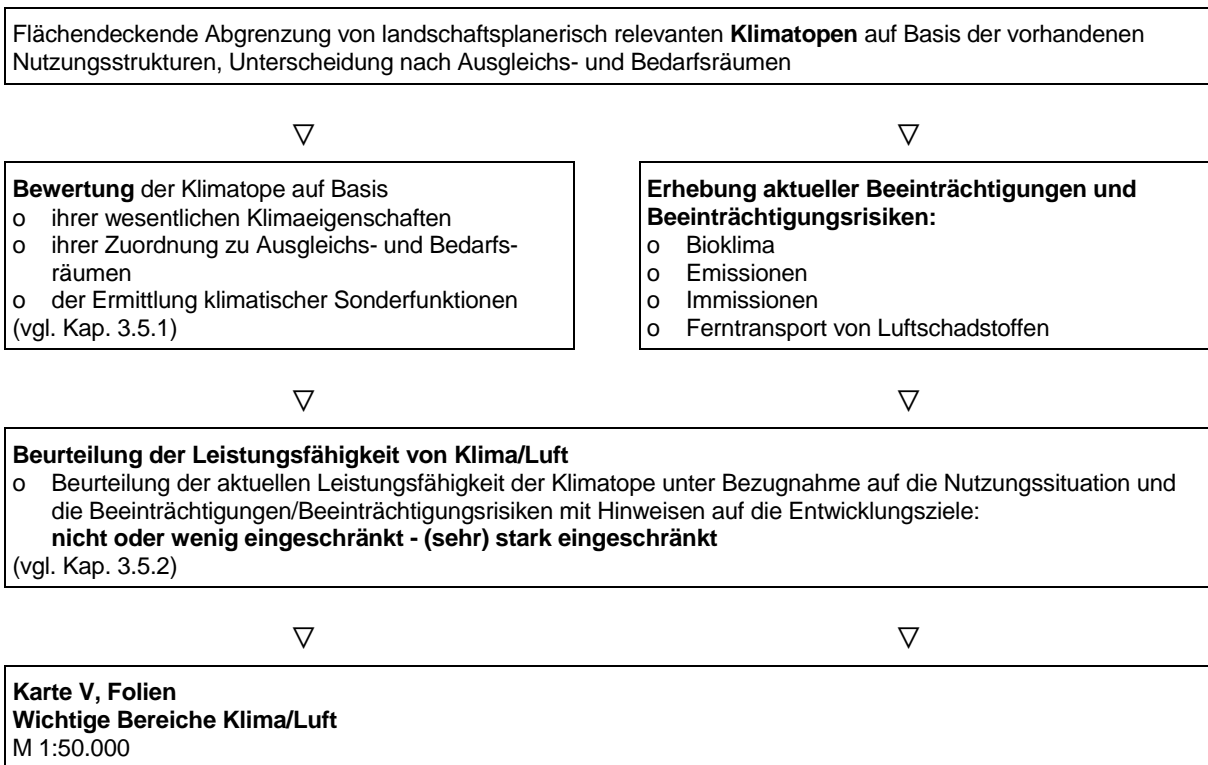 Flächendeckende Abgrenzung von landschaftsplanerisch relevanten Klimatopen auf Basis der vorhandenen
Nutzungsstrukturen, Unterscheidung nach Ausgleichs- und Bedarfsräumen
Bewertung der Klimatope auf Basis
o ihrer wesentlichen Klimaeigenschaften
o ihrer Zuordnung zu Ausgleichs- und Bedarfs-
räumen
o der Ermittlung klimatischer Sonderfunktionen
(vgl. Kap. 3.5.1)
Erhebung aktueller Beeinträchtigungen und
Beeinträchtigungsrisiken:
o Bioklima
o Emissionen
o Immissionen
o Ferntransport von Luftschadstoffen
Beurteilung der Leistungsfähigkeit von Klima/Luft
o Beurteilung der aktuellen Leistungsfähigkeit der Klimatope unter Bezugnahme auf die Nutzungssituation und
die Beeinträchtigungen/Beeinträchtigungsrisiken mit Hinweisen auf die Entwicklungsziele:
nicht oder wenig eingeschränkt - (sehr) stark eingeschränkt
(vgl. Kap. 3.5.2)
Karte V, Folien
Wichtige Bereiche Klima/Luft
M 1:50.000